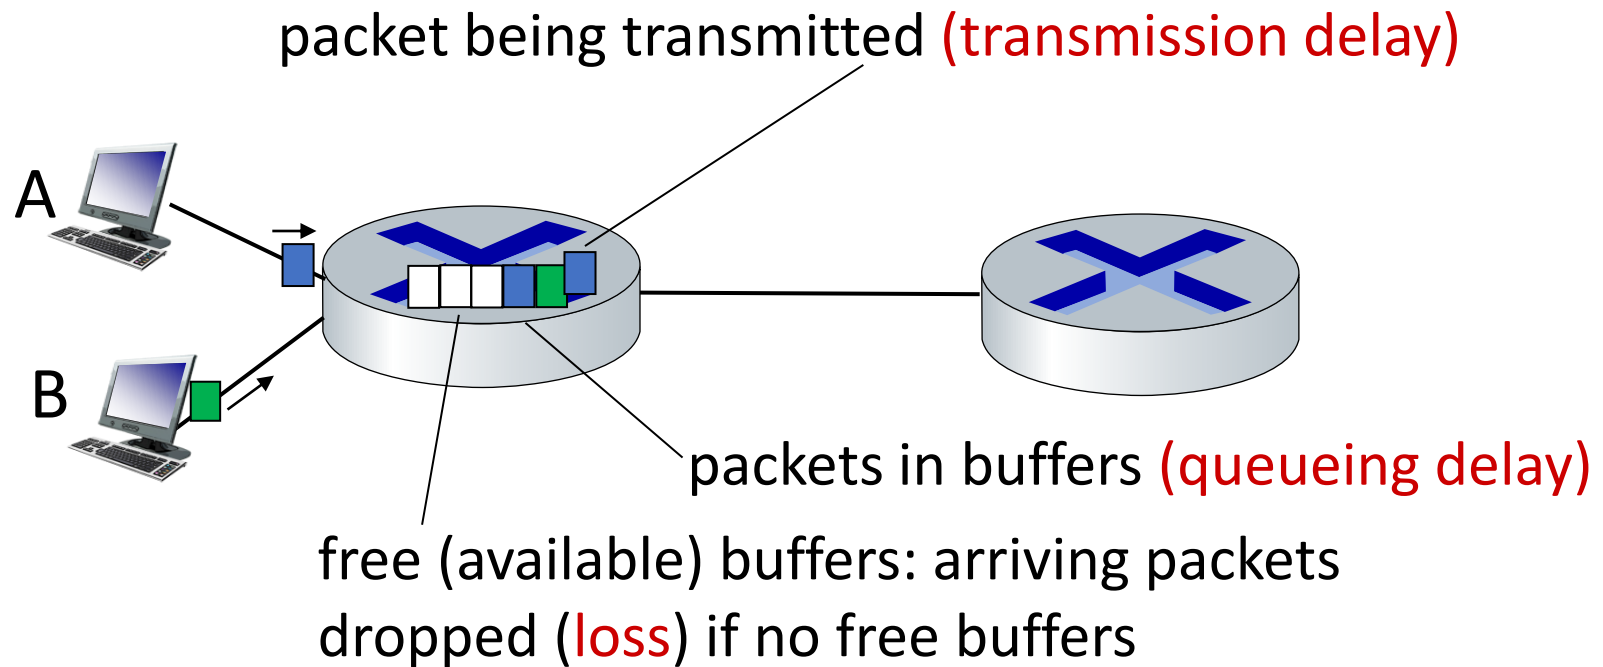 packet being transmitted (transmission delay)
A
B
packets in buffers (queueing delay)
free (available) buffers: arriving packets
dropped (loss) if no free buffers